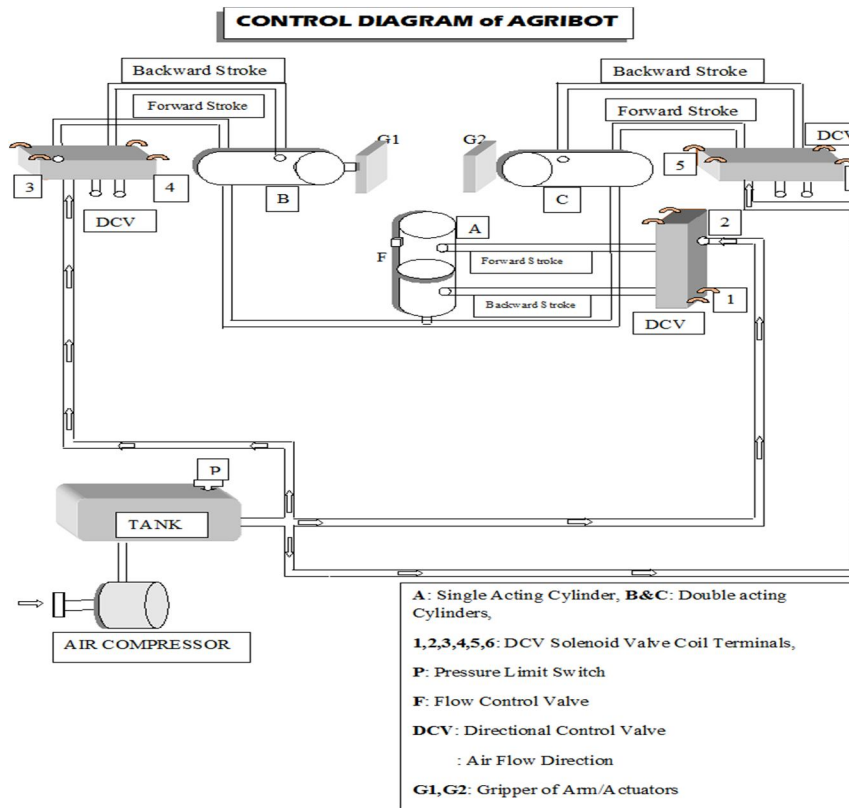 CONTROL DIAGRAM of AGRIBOT
Backward Stroke
Backward Stroke
Forward Stroke
Forward Stroke
G1
G2
DCV
3
4
B
C
5
DCV
A
2
F
Forward Stroke
Backward Stroke
1
DCV
P
TANK
AIR COMPRESSOR
A: Single Acting Cylinder, B&C: Double acting
Cylinders,
1,2,3,4,5,6: DCV Solenoid Valve Coil Terminals,
P: Pressure Limit Switch
F: Flow Control Valve
DCV: Directional Control Valve
: Air Flow Direction
G1,G2: Gripper of Arm/Actuators